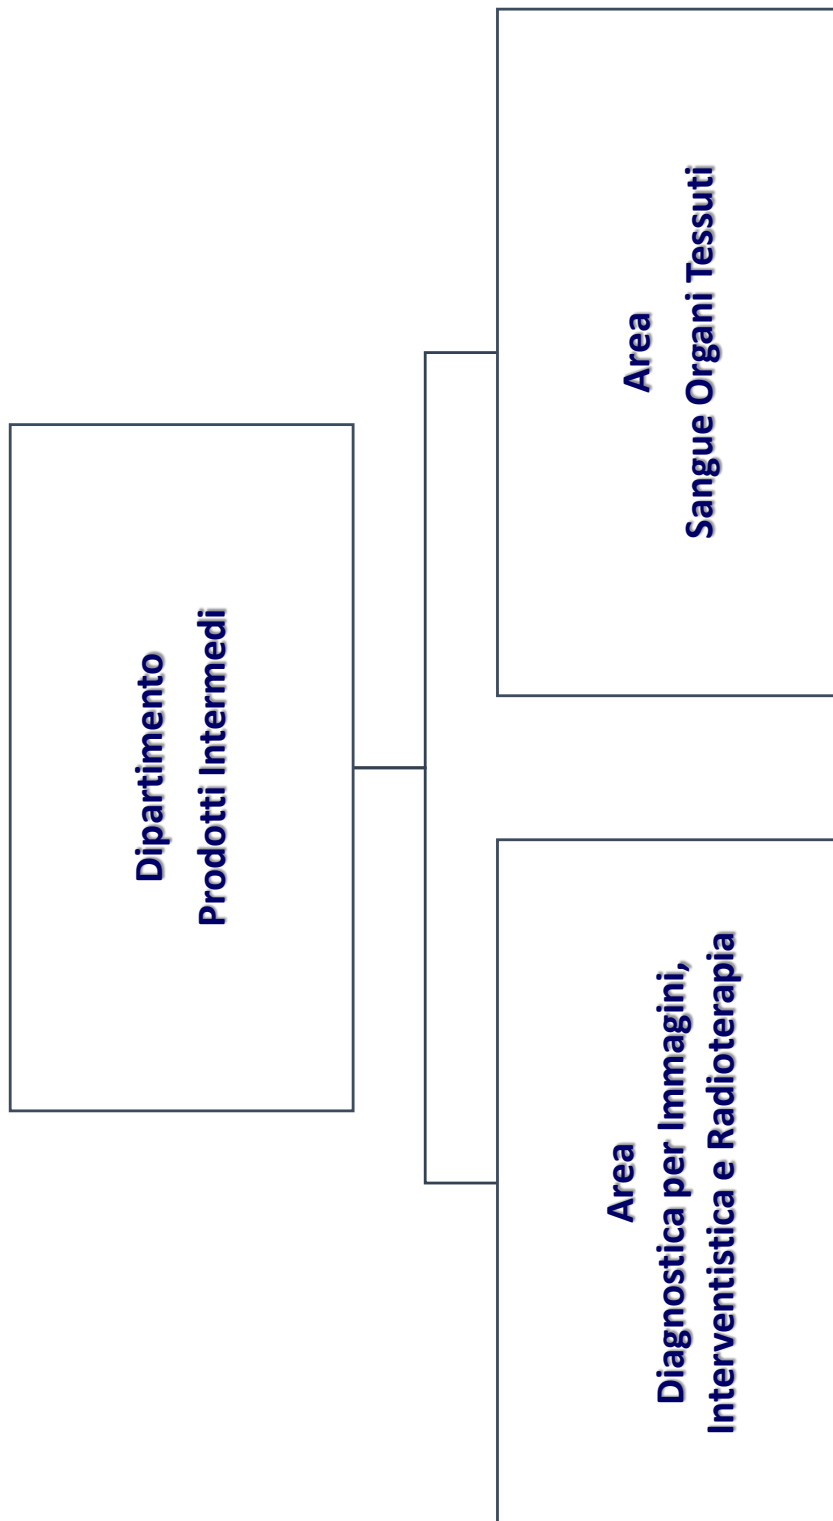 Dipartimento
Prodotti Intermedi
Area
Diagnostica per Immagini,
Interventistica e Radioterapia
Area
Sangue Organi Tessuti